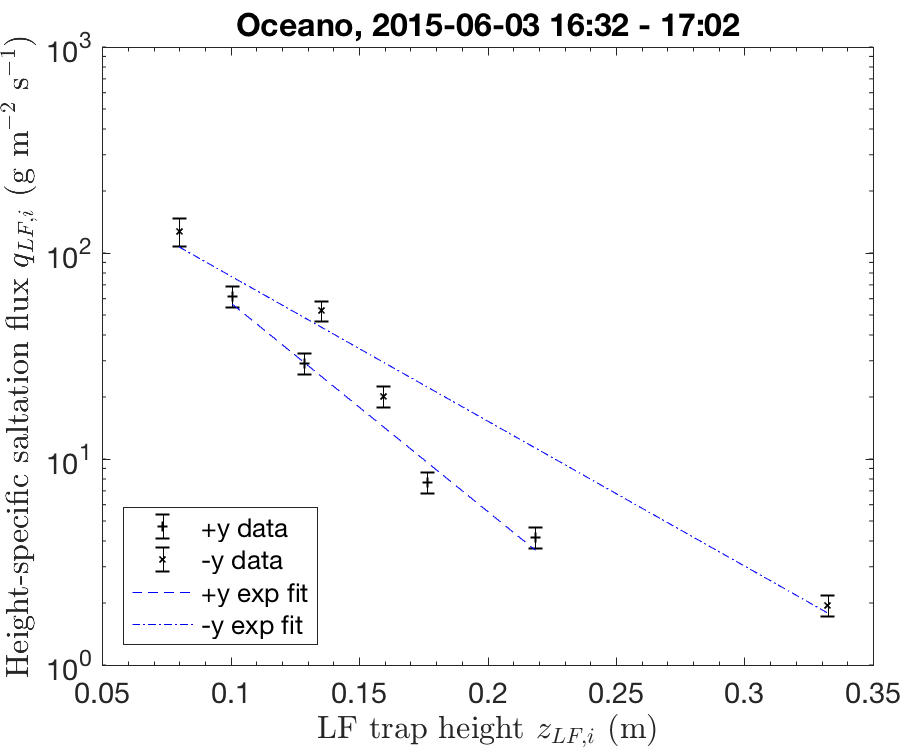 Oceano, 2015-06-03 16:32 - 17:02
Height-specific saltation flux q_{LF,i} (g m^{-2} s^{-1})
10^3
10^2
10^1
10^0
+y data
-y data
+y exp fit
-y exp fit
0.05 0.1 0.15 0.2 0.25 0.3 0.35
LF trap height z_{LF,i} (m)